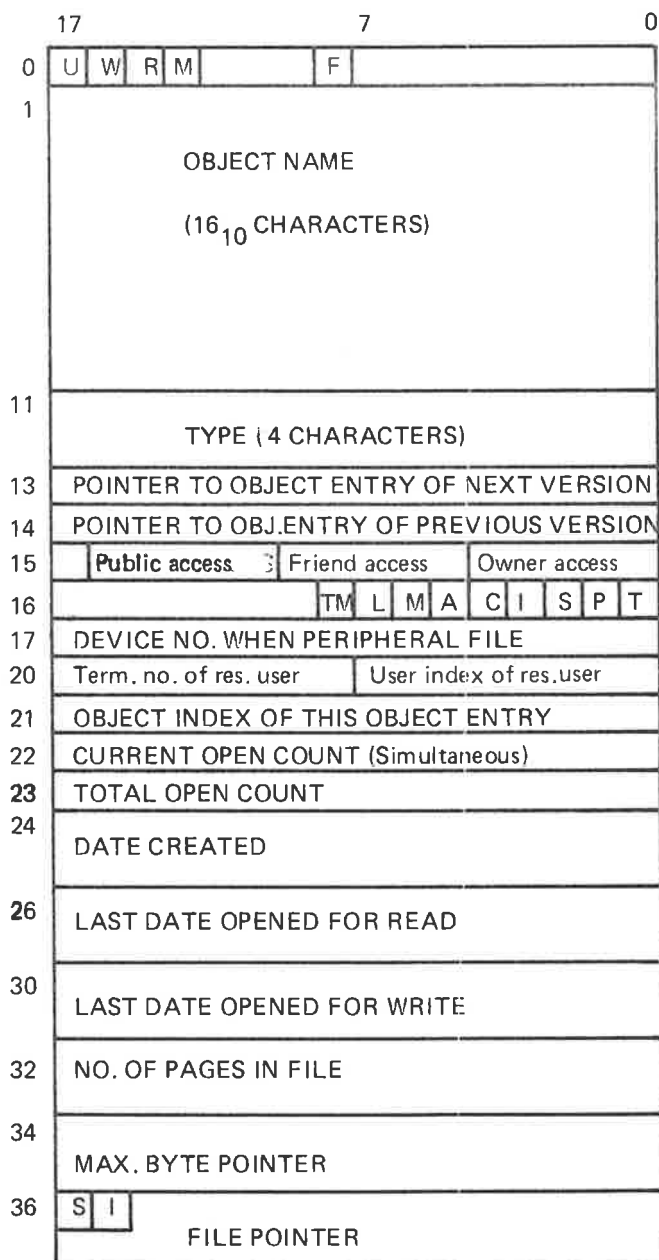 17 7 0
0 U W R M F
1
OBJECT NAME
(16₁₀ CHARACTERS)
11
TYPE (4 CHARACTERS)
13 POINTER TO OBJECT ENTRY OF NEXT VERSION
14 POINTER TO OBJ.ENTRY OF PREVIOUS VERSION
15 Public access Friend access Owner access
16 TM L M A C I S P T
17 DEVICE NO. WHEN PERIPHERAL FILE
20 Term. no. of res. user User index of res.user
21 OBJECT INDEX OF THIS OBJECT ENTRY
22 CURRENT OPEN COUNT (Simultaneous)
23 TOTAL OPEN COUNT
24
DATE CREATED
26 LAST DATE OPENED FOR READ
30
LAST DATE OPENED FOR WRITE
32 NO. OF PAGES IN FILE
34
MAX. BYTE POINTER
36 S I
FILE POINTER